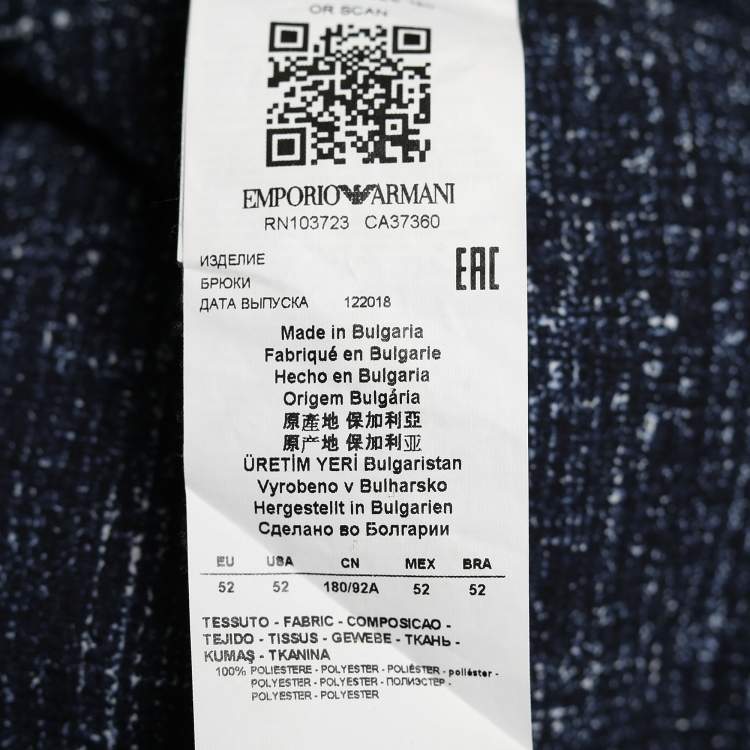 OR SCAN
EMPORIO ARMANI
RN103723 CA37360
ИЗДЕЛИЕ
БРЮКИ
ДАТА ВЫПУСКА 122018
EAC
Made in Bulgaria
Fabriqué en Bulgarie
Hecho en Bulgaria
Origem Bulgária
原產地 保加利亞
原产地 保加利亚
ÜRETİM YERİ Bulgaristan
Vyrobeno v Bulharsko
Hergestellt in Bulgarien
Сделано во Болгарии
EU USA CN MEX BRA
52 52 180/92A 52 52
TESSUTO - FABRIC - COMPOSICAO -
TEJIDO - TISSUS - GEWEBE - ТКАНЬ -
KUMAŞ - TKANINA
100% POLIESTERE - POLYESTER - POLIÉSTER - poliéster -
POLYESTER - POLYESTER - ПОЛИЭСТЕР -
POLYESTER - POLYESTER